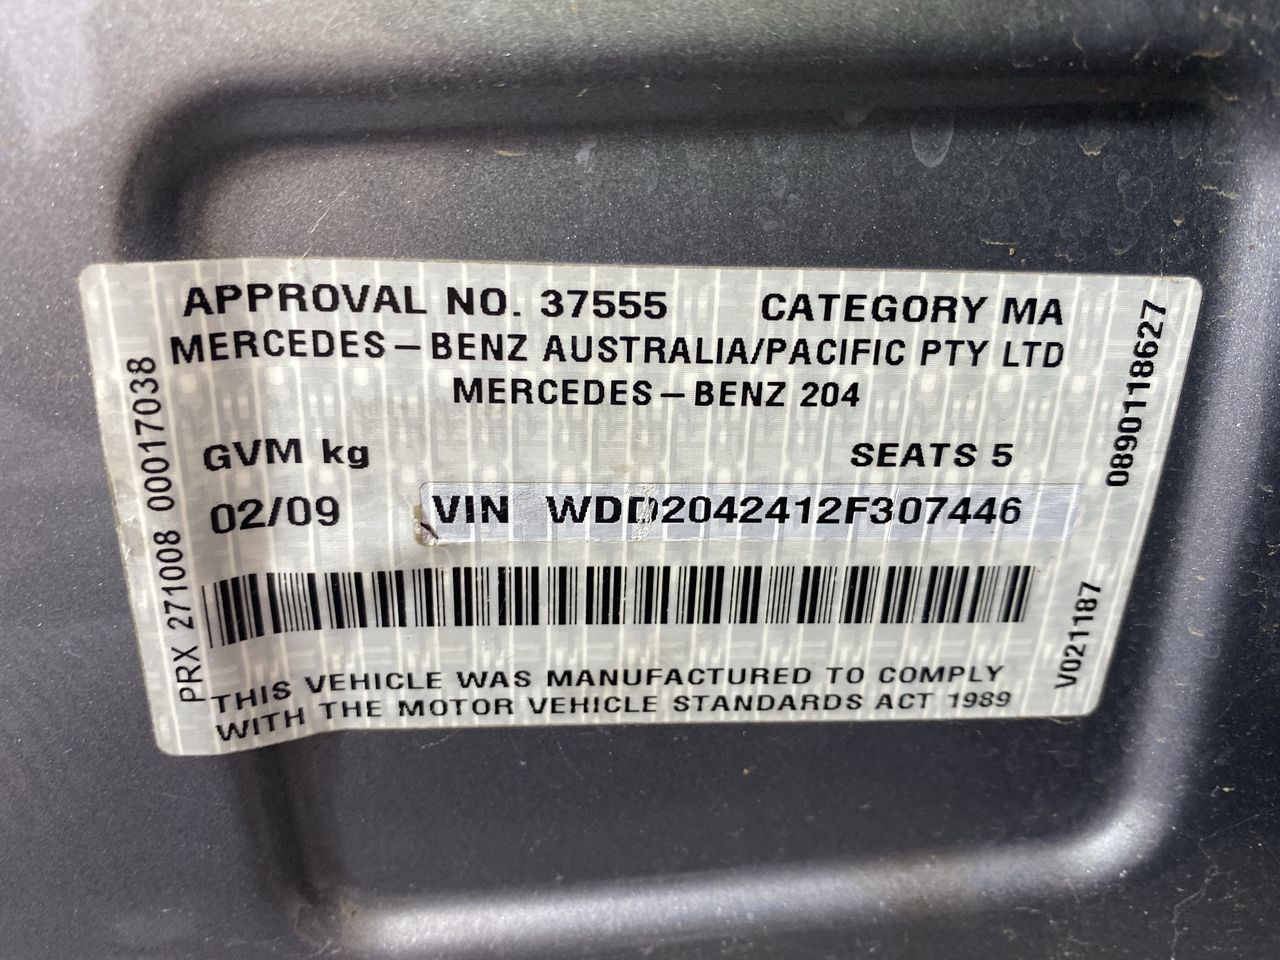 APPROVAL NO. 37555 CATEGORY MA
MERCEDES-BENZ AUSTRALIA/PACIFIC PTY LTD
MERCEDES-BENZ 204
GVM kg SEATS 5
02/09 VIN WDD2042412F307446
THIS VEHICLE WAS MANUFACTURED TO COMPLY
WITH THE MOTOR VEHICLE STANDARDS ACT 1989
PRX 271008 00017038
0890118627
V021187